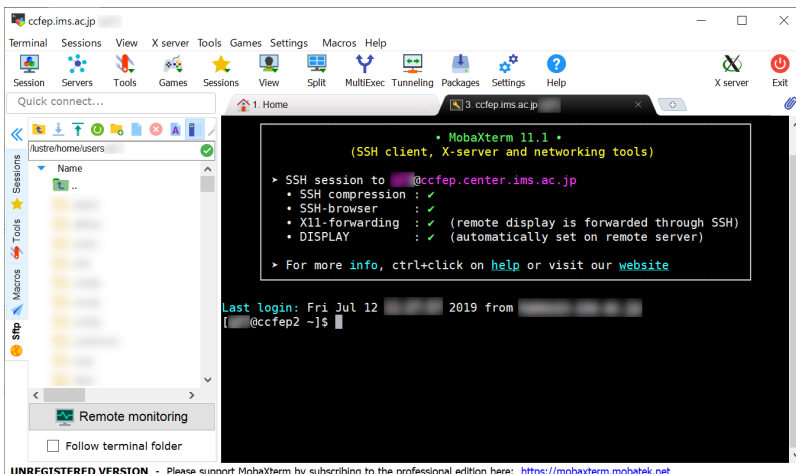 ccfep.ims.ac.jp
Terminal Sessions View X server Tools Games Settings Macros Help
Session Servers Tools Games Sessions View Split MultiExec Tunneling Packages Settings Help X server Exit
Quick connect...
1. Home
3. ccfep.ims.ac.jp
/lustre/home/users
Name
..
Sessions
Tools
Macros
Sftp
• MobaXterm 11.1 •
(SSH client, X-server and networking tools)
➤ SSH session to @ccfep.center.ims.ac.jp
• SSH compression : ✔
• SSH-browser : ✔
• X11-forwarding : ✔ (remote display is forwarded through SSH)
• DISPLAY : ✔ (automatically set on remote server)
➤ For more info, ctrl+click on help or visit our website
Last login: Fri Jul 12 2019 from
[ @ccfep2 ~]$
Remote monitoring
Follow terminal folder
UNREGISTERED VERSION - Please support MobaXterm by subscribing to the professional edition here: https://mobaxterm.mobatek.net